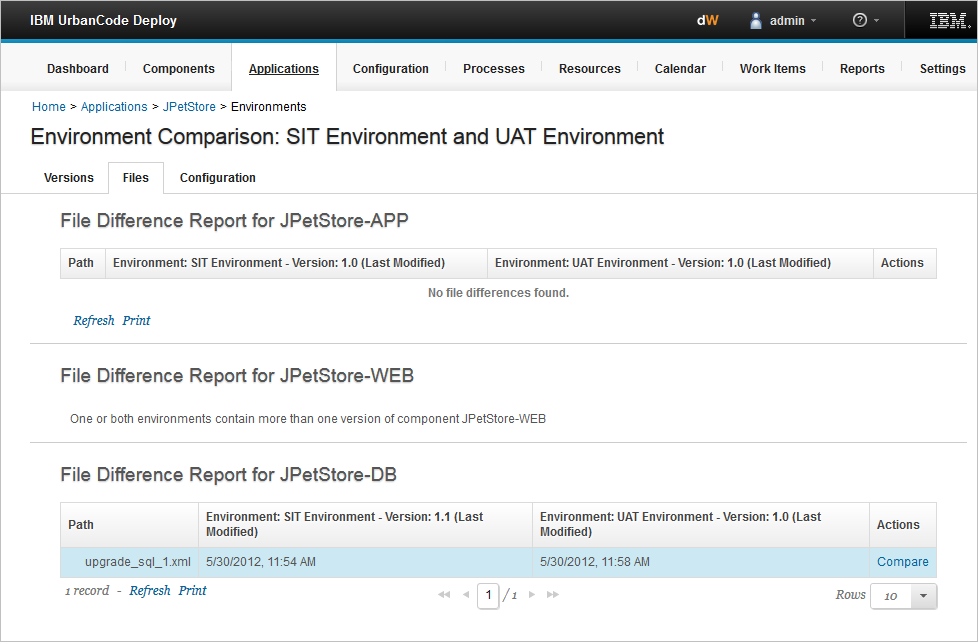 IBM UrbanCode Deploy dW admin IBM.
Dashboard Components Applications Configuration Processes Resources Calendar Work Items Reports Settings
Home > Applications > JPetStore > Environments
Environment Comparison: SIT Environment and UAT Environment
Versions Files Configuration
File Difference Report for JPetStore-APP
Path Environment: SIT Environment - Version: 1.0 (Last Modified) Environment: UAT Environment - Version: 1.0 (Last Modified) Actions
No file differences found.
Refresh Print
File Difference Report for JPetStore-WEB
One or both environments contain more than one version of component JPetStore-WEB
File Difference Report for JPetStore-DB
Path Environment: SIT Environment - Version: 1.1 (Last Modified) Environment: UAT Environment - Version: 1.0 (Last Modified) Actions
upgrade_sql_1.xml 5/30/2012, 11:54 AM 5/30/2012, 11:58 AM Compare
1 record - Refresh Print 1 / 1 Rows 10